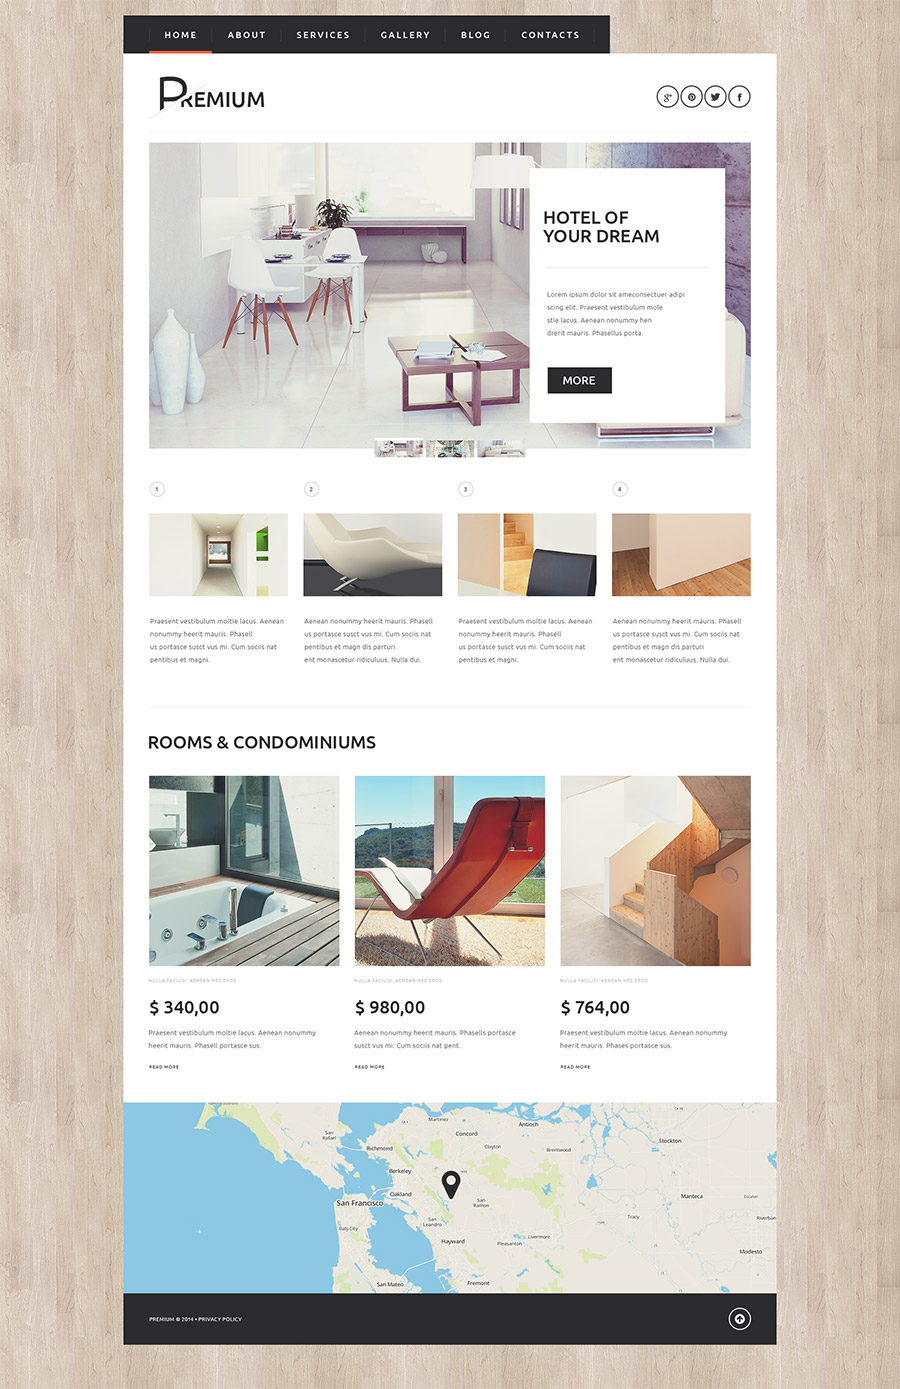 HOME ABOUT SERVICES GALLERY BLOG CONTACTS
PREMIUM
HOTEL OF
YOUR DREAM
Lorem ipsum dolor sit ameconsectuer adipi
scing elit. Praesent vestibulum mole
stie lacus. Aenean nonummy hen
drerit mauris. Phasellus porta.
MORE
1
2
3
4
Praesent vestibulum moltie lacus. Aenean
nonummy heerit mauris. Phasell
us portasce susct vus mi. Cum sociis nat
pentibus et magni.
Aenean nonummy heerit mauris. Phasell
us portasce susct vus mi. Cum sociis nat
pentibus et magn dis parturi
ent monascetur ridiculuus. Nulla dui.
Praesent vestibulum moltie lacus. Aenean
nonummy heerit mauris. Phasell
us portasce susct vus mi. Cum sociis nat
pentibus et magni.
Aenean nonummy heerit mauris. Phasell
us portasce susct vus mi. Cum sociis nat
pentibus et magn dis parturi
ent monascetur ridiculuus. Nulla dui.
ROOMS & CONDOMINIUMS
NULLA FACILISI. AENEAN NEC EROS.
$ 340,00
Praesent vestibulum moltie lacus. Aenean nonummy
heerit mauris. Phasell portasce sus.
READ MORE
NULLA FACILISI. AENEAN NEC EROS.
$ 980,00
Aenean nonummy heerit mauris. Phasells portasce
susct vus mi. Cum sociis nat pent.
READ MORE
NULLA FACILISI. AENEAN NEC EROS.
$ 764,00
Praesent vestibulum moltie lacus. Aenean nonummy
heerit mauris. Phases portasce sus.
READ MORE
Martinez
Antioch
San
Rafael
Concord
Stockton
Richmond
Clayton
Brentwood
Berkeley
Oakland
San Francisco
San
Ramon
Manteca
Escalon
Daly City
San
Leandro
Tracy
Riverban
Hayward
Pleasanton
Livermore
Modesto
San Mateo
Fremont
PREMIUM © 2014 • PRIVACY POLICY